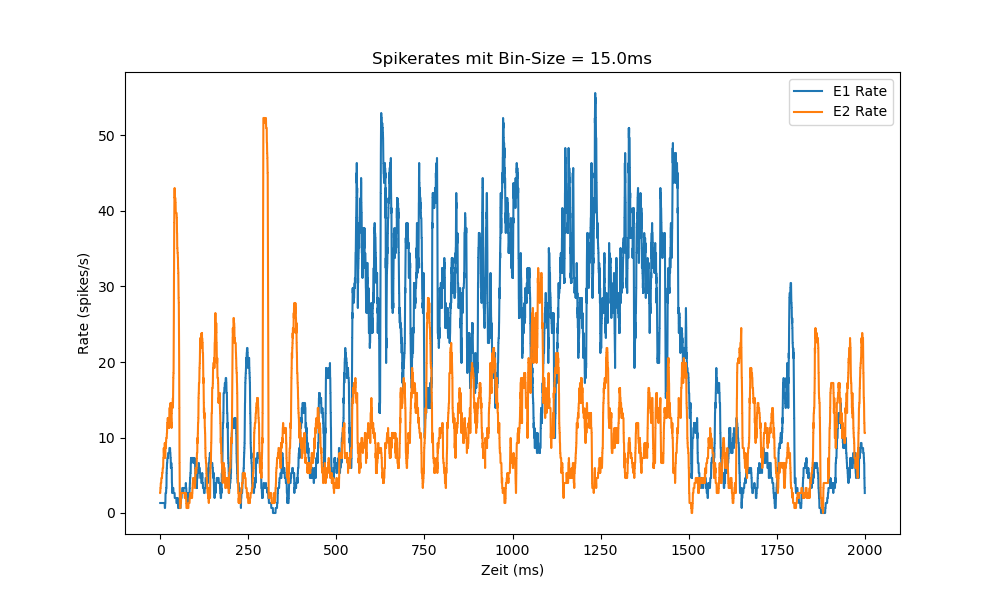 Spikerates mit Bin-Size = 15.0ms
E1 Rate
E2 Rate
Rate (spikes/s)
50
40
30
20
10
0
0 250 500 750 1000 1250 1500 1750 2000
Zeit (ms)